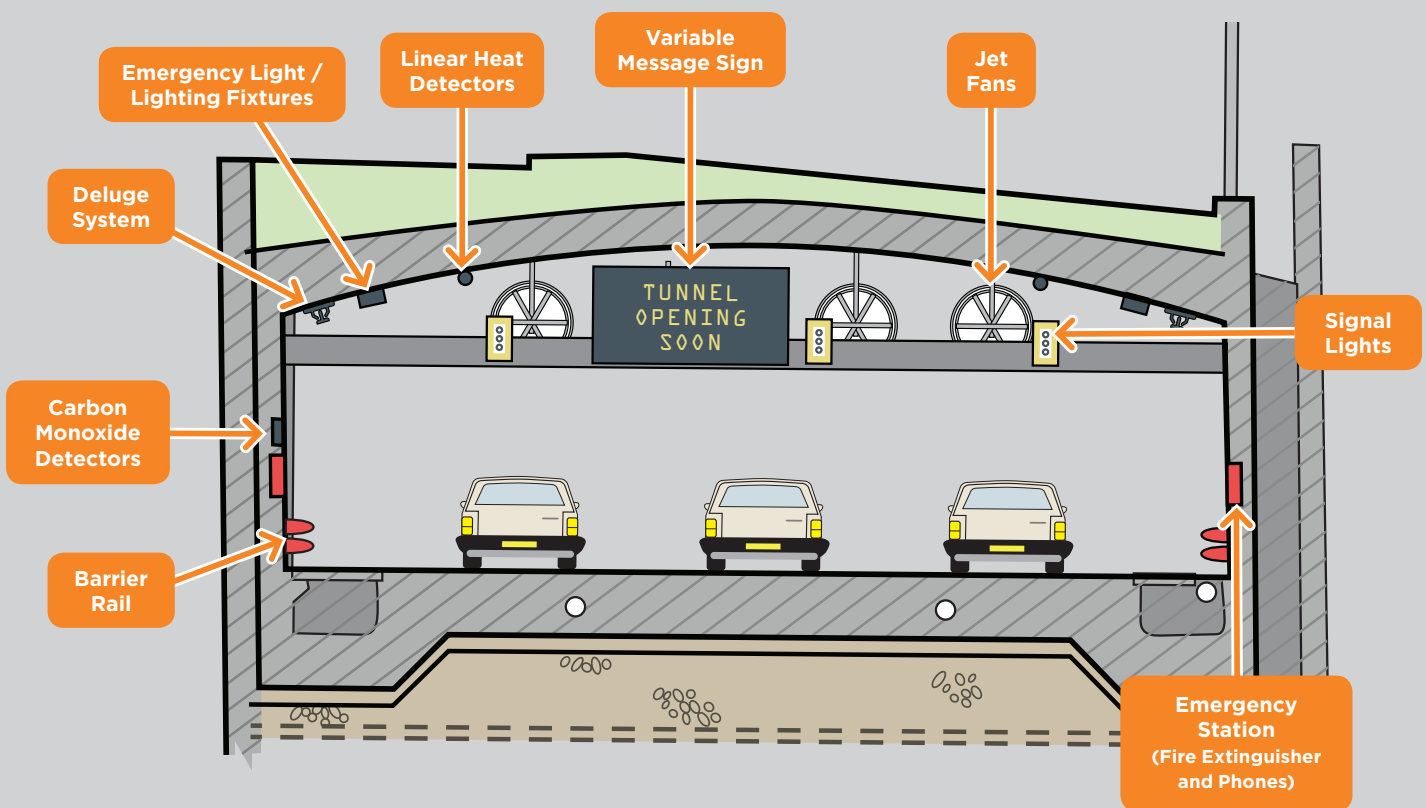 Variable
Message Sign
Linear Heat
Detectors
Jet
Fans
Emergency Light /
Lighting Fixtures
Deluge
System
TUNNEL
OPENING
SOON
Signal
Lights
Carbon
Monoxide
Detectors
Barrier
Rail
Emergency
Station
(Fire Extinguisher
and Phones)